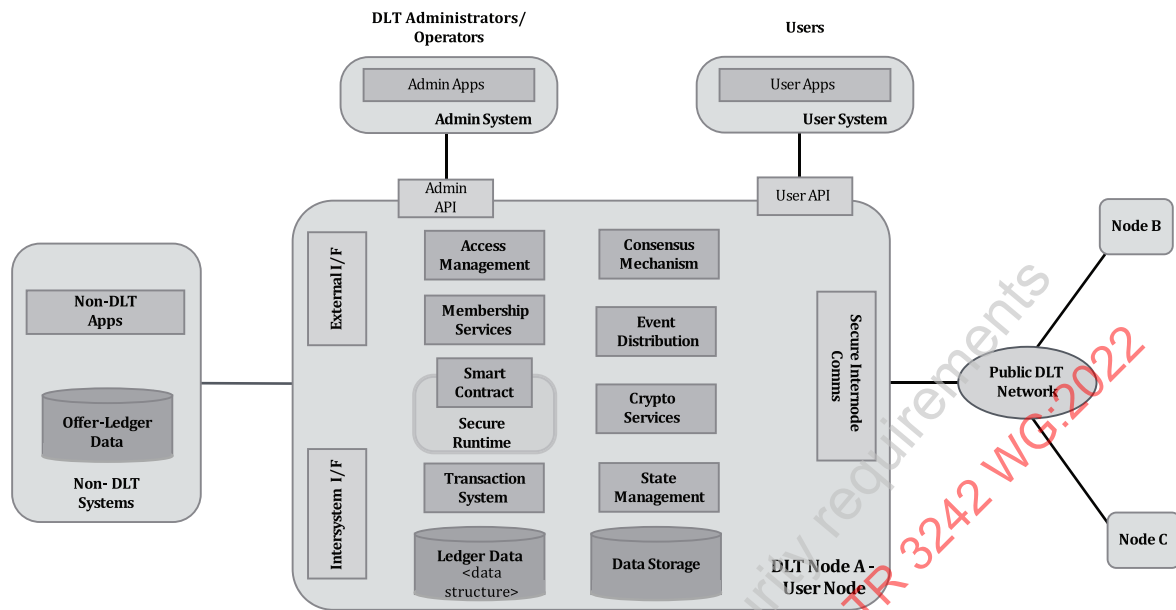 DLT Administrators/
Operators
Users
Admin Apps
Admin System
User Apps
User System
Admin
API
User API
Non-DLT
Apps
Offer-Ledger
Data
Non- DLT
Systems
External I/F
Intersystem I/F
Access
Management
Membership
Services
Smart
Contract
Secure
Runtime
Transaction
System
Ledger Data
<data
structure>
Consensus
Mechanism
Event
Distribution
Crypto
Services
State
Management
Data Storage
Secure Internode
Comms
DLT Node A -
User Node
Public DLT
Network
Node B
Node C
requirements
TR 3242 WG:2022